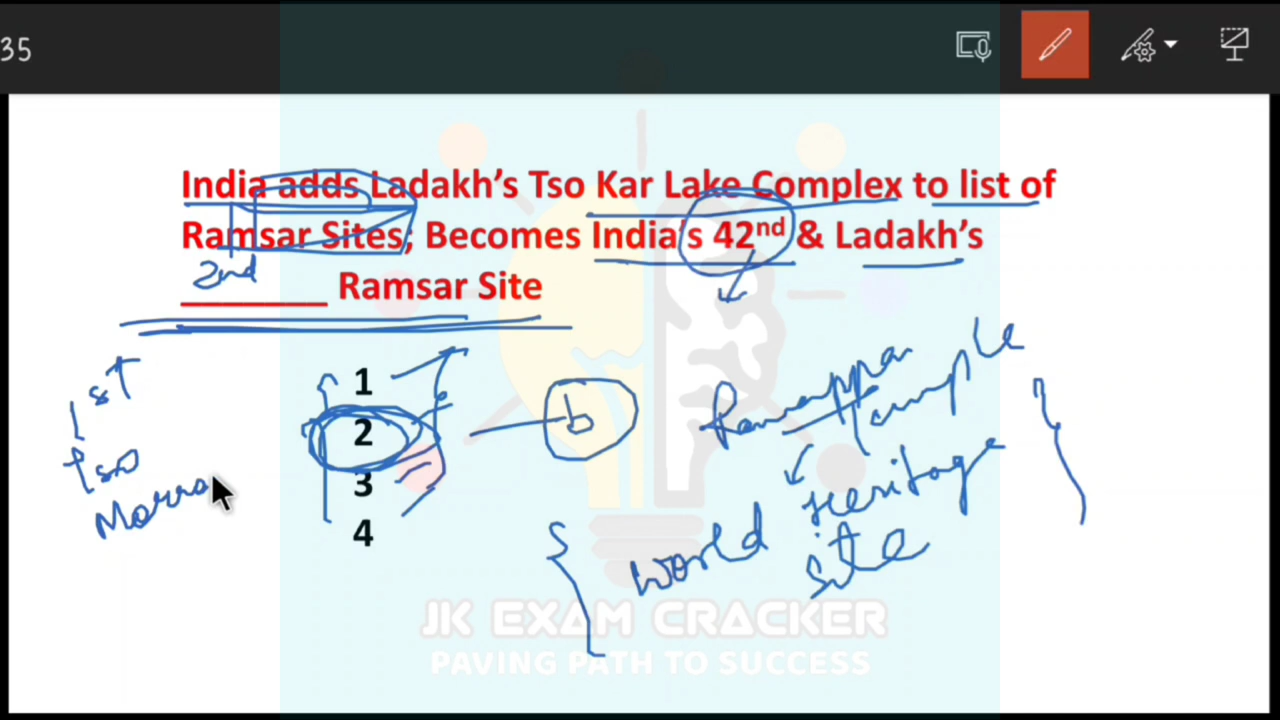 35
India adds Ladakh's Tso Kar Lake Complex to list of
Ramsar Sites; Becomes India's 42nd & Ladakh's
2nd
________ Ramsar Site
1st
Tso
1
2
3
4
b
Ramappa
Temple
Heritage
world site
JK EXAM CRACKER
PAVING PATH TO SUCCESS